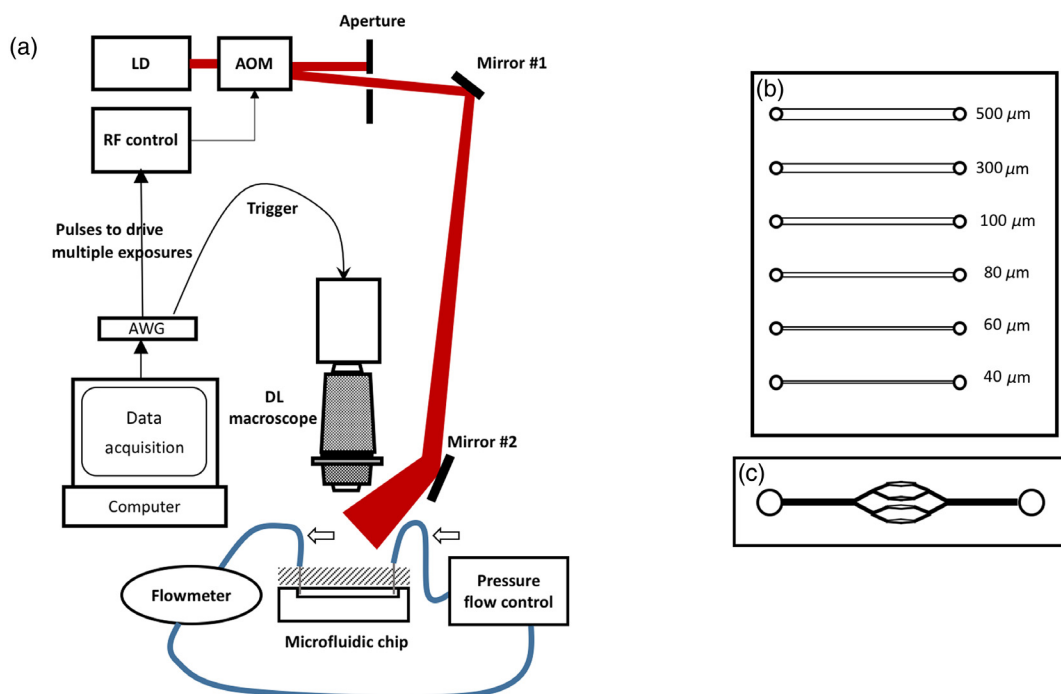 (a)
Aperture
LD
AOM
Mirror #1
RF control
Trigger
Pulses to drive
multiple exposures
AWG
Data
acquisition
Computer
DL
macroscope
Mirror #2
Flowmeter
Pressure
flow control
Microfluidic chip
(b)
500 μm
300 μm
100 μm
80 μm
60 μm
40 μm
(c)